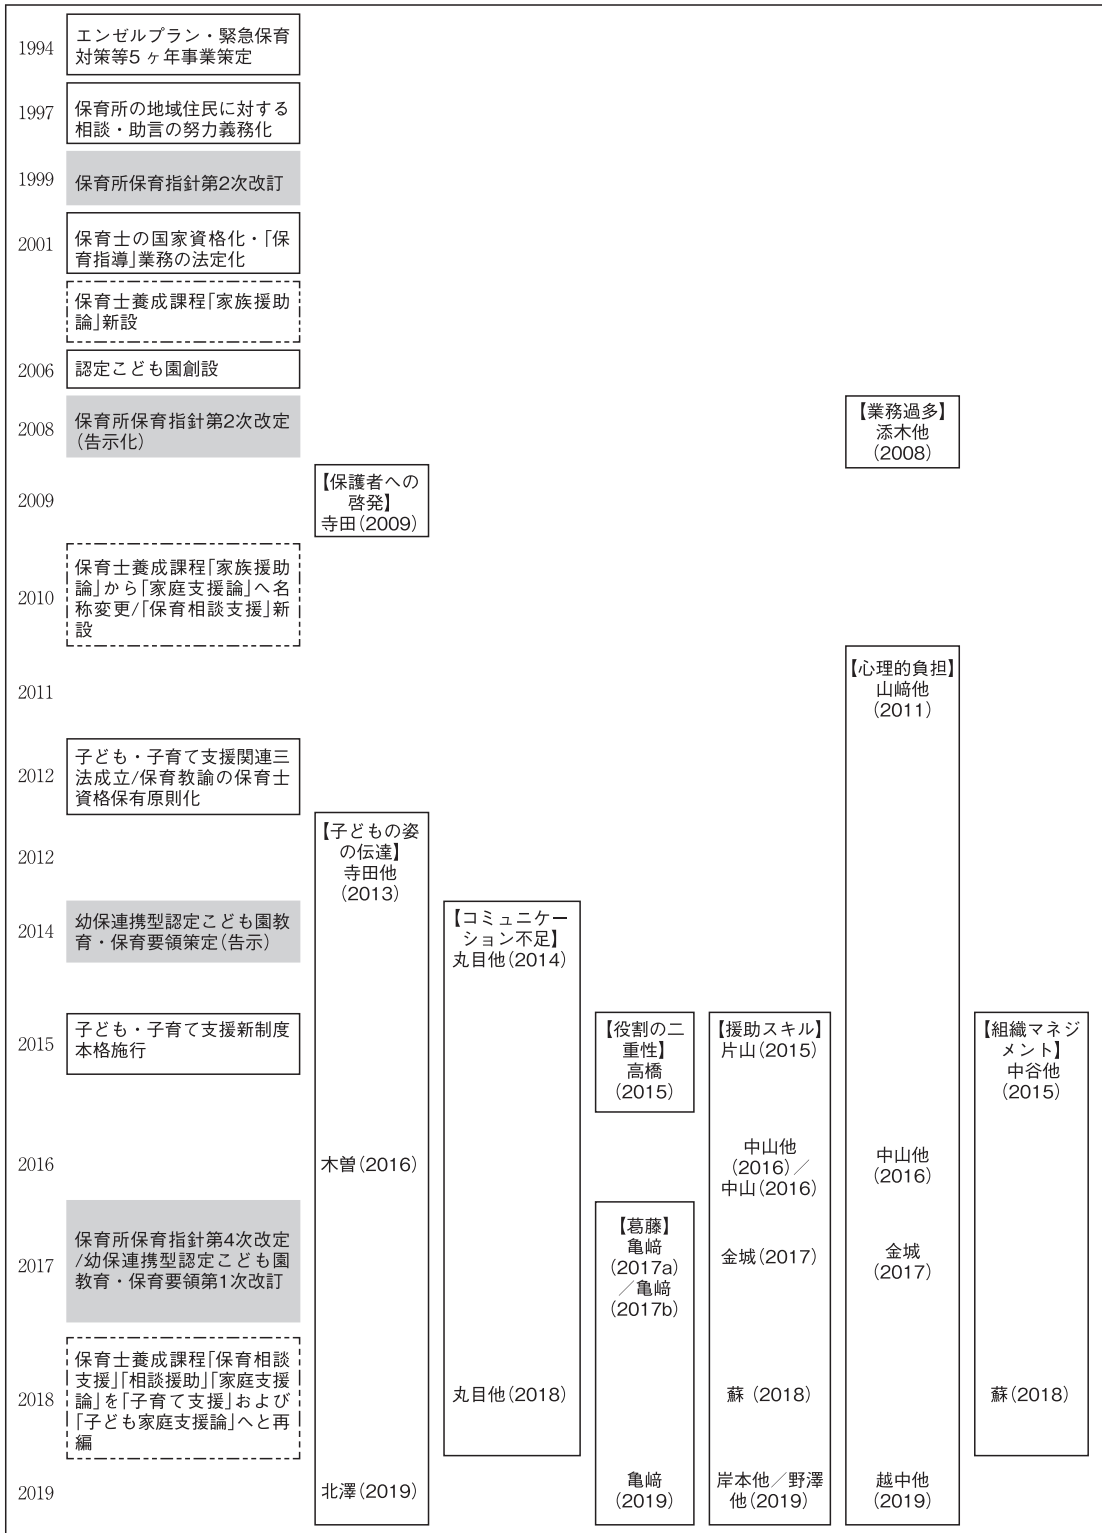 1994
エンゼルプラン・緊急保育
対策等5ヶ年事業策定
1997
保育所の地域住民に対する
相談・助言の努力義務化
1999
保育所保育指針第2次改訂
2001
保育士の国家資格化・「保
育指導」業務の法定化
保育士養成課程「家族援助
論」新設
2006
認定こども園創設
2008
保育所保育指針第2次改定
(告示化)
【業務過多】
添木他
(2008)
2009
【保護者への
啓発】
寺田(2009)
2010
保育士養成課程「家族援助
論」から「家庭支援論」へ名
称変更/「保育相談支援」新
設
2011
【心理的負担】
山﨑他
(2011)
2012
子ども・子育て支援関連三
法成立/保育教諭の保育士
資格保有原則化
2012
【子どもの姿
の伝達】
寺田他
(2013)
2014
幼保連携型認定こども園教
育・保育要領策定(告示)
【コミュニケー
ション不足】
丸目他(2014)
2015
子ども・子育て支援新制度
本格施行
【役割の二
重性】
高橋
(2015)
【援助スキル】
片山(2015)
【組織マネジ
メント】
中谷他
(2015)
2016
木曽(2016)
中山他
(2016)／
中山(2016)
中山他
(2016)
2017
保育所保育指針第4次改定
/幼保連携型認定こども園
教育・保育要領第1次改訂
【葛藤】
亀﨑
(2017a)
／亀﨑
(2017b)
金城(2017)
金城
(2017)
2018
保育士養成課程「保育相談
支援」「相談援助」「家庭支援
論」を「子育て支援」および
「子ども家庭支援論」へと再
編
丸目他(2018)
蘇 (2018)
蘇(2018)
2019
北澤(2019)
亀﨑
(2019)
岸本他／野澤
他(2019)
越中他
(2019)